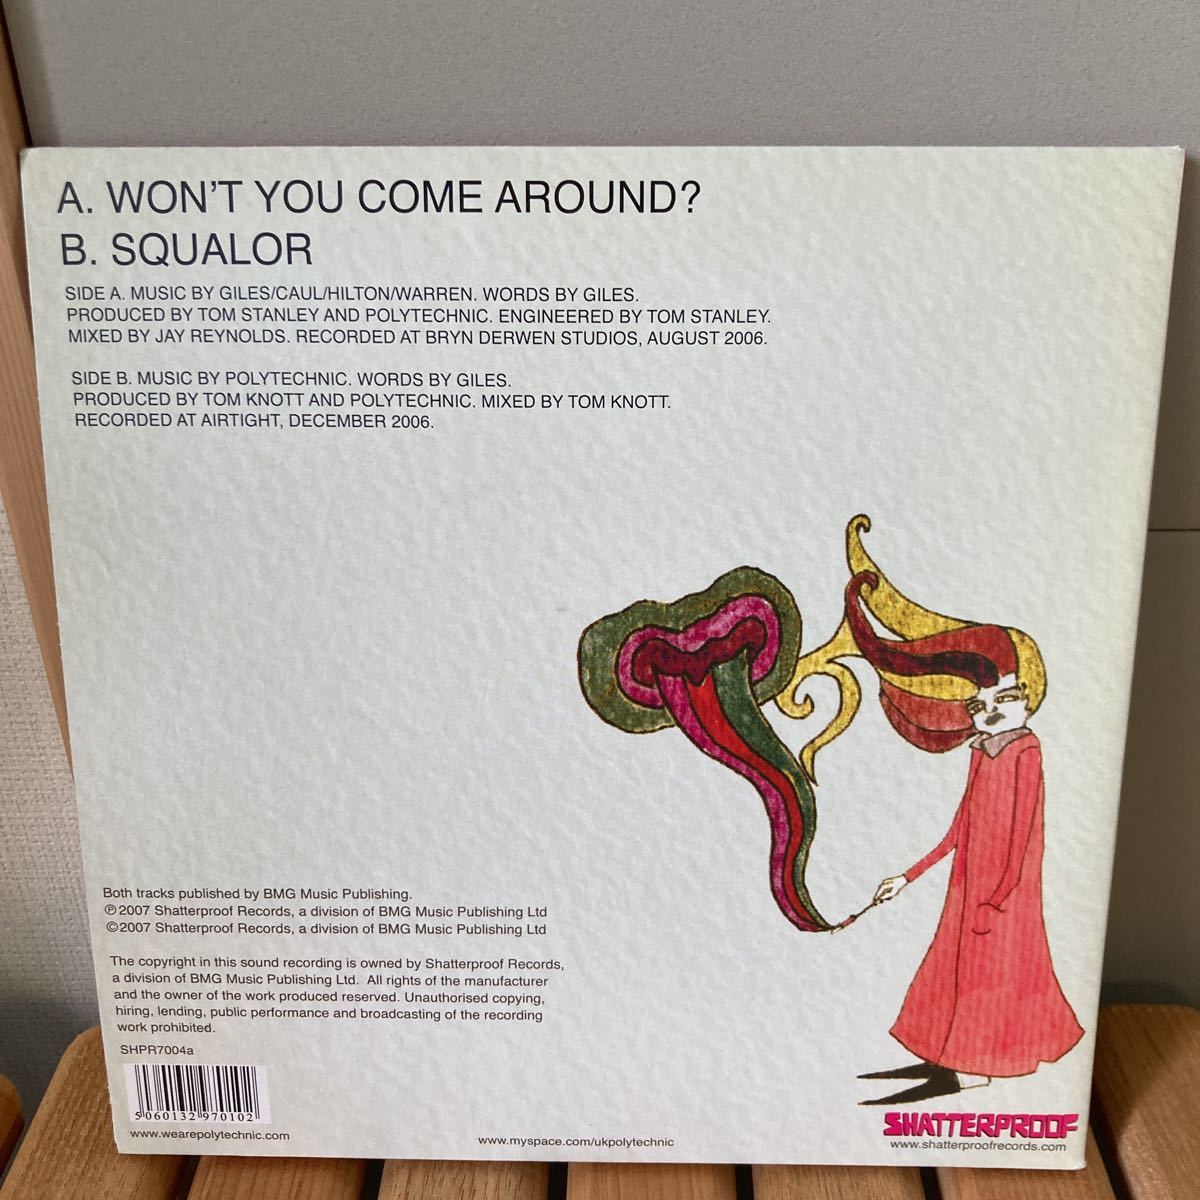 A. WON'T YOU COME AROUND?
B. SQUALOR
SIDE A. MUSIC BY GILES/CAUL/HILTON/WARREN. WORDS BY GILES.
PRODUCED BY TOM STANLEY AND POLYTECHNIC. ENGINEERED BY TOM STANLEY.
MIXED BY JAY REYNOLDS. RECORDED AT BRYN DERWEN STUDIOS, AUGUST 2006.
SIDE B. MUSIC BY POLYTECHNIC. WORDS BY GILES.
PRODUCED BY TOM KNOTT AND POLYTECHNIC. MIXED BY TOM KNOTT.
RECORDED AT AIRTIGHT, DECEMBER 2006.
Both tracks published by BMG Music Publishing.
℗2007 Shatterproof Records, a division of BMG Music Publishing Ltd
©2007 Shatterproof Records, a division of BMG Music Publishing Ltd
The copyright in this sound recording is owned by Shatterproof Records,
a division of BMG Music Publishing Ltd. All rights of the manufacturer
and the owner of the work produced reserved. Unauthorised copying,
hiring, lending, public performance and broadcasting of the recording
work prohibited.
SHPR7004a
5 060132 970102
www.wearepolytechnic.com
www.myspace.com/ukpolytechnic
SHATTERPROOF
www.shatterproofrecords.com